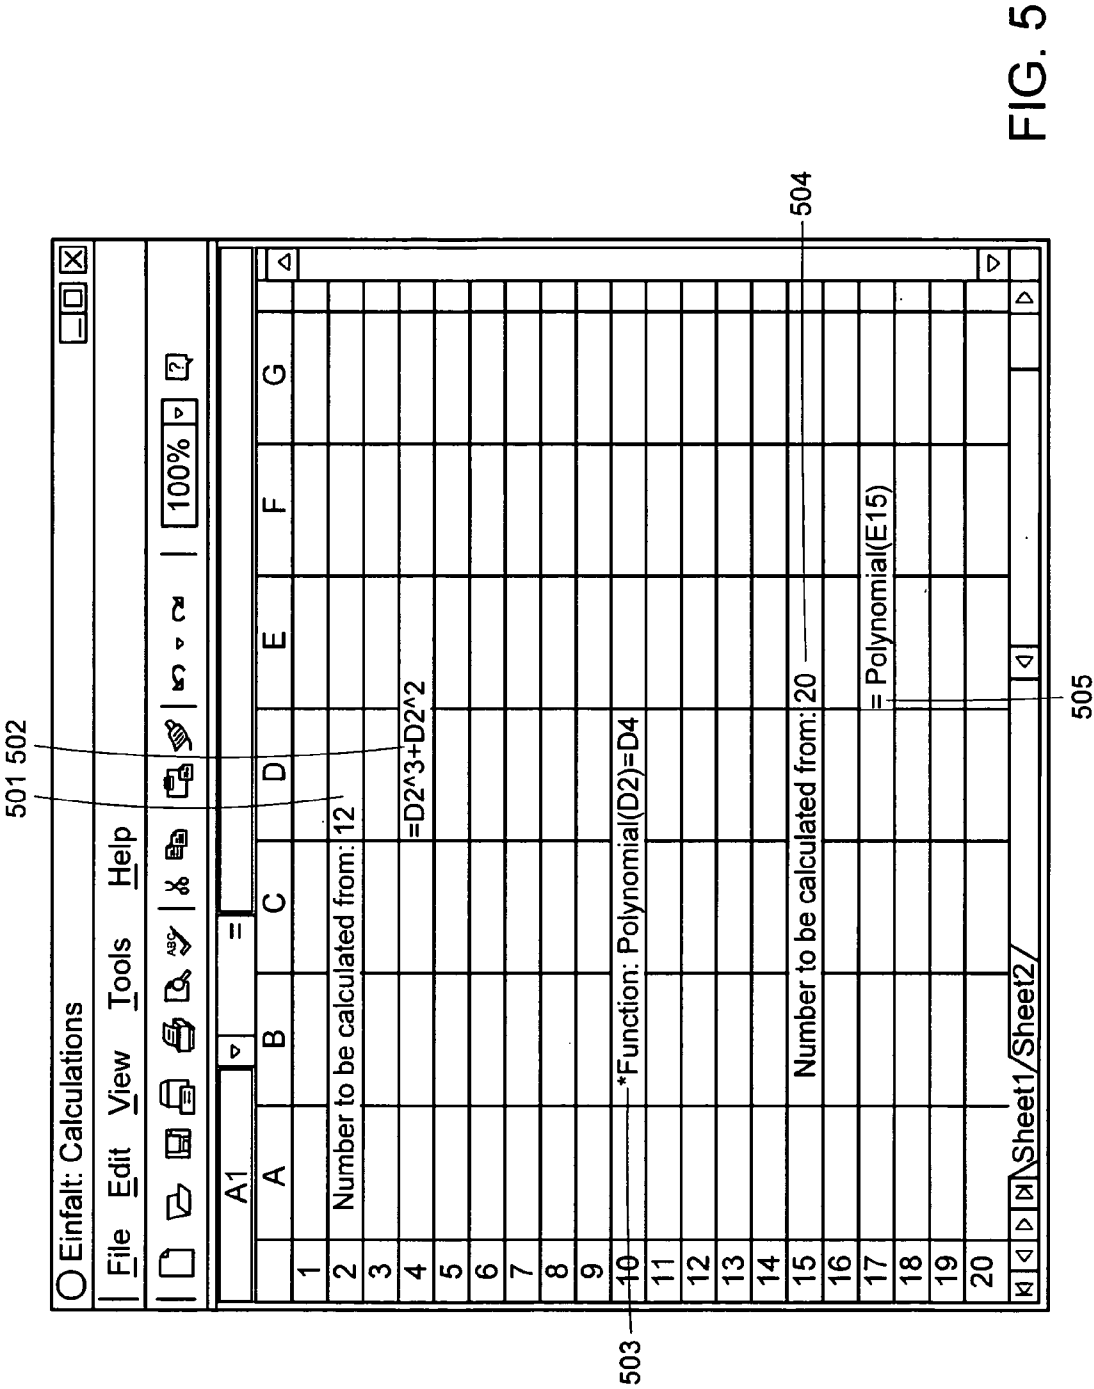 501 502
Einfalt: Calculations
File Edit View Tools Help
ABC 100% ?
A1 =
A B C D E F G
1
2 Number to be calculated from: 12
3
4 =D2^3+D2^2
5
6
7
8
9
10 *Function: Polynomial(D2)=D4
11
12
13
14
15 Number to be calculated from: 20
16
17 = Polynomial(E15)
18
19
20
Sheet1/Sheet2/
503
504
505
FIG. 5